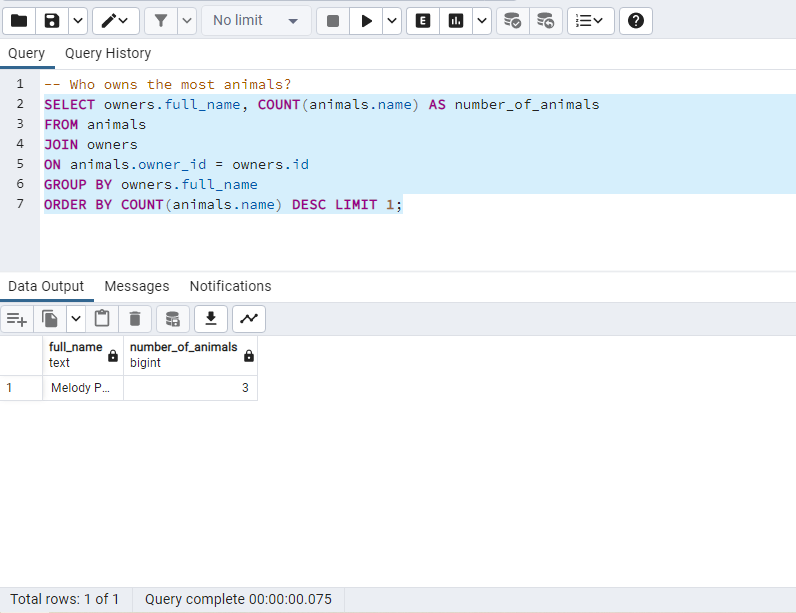 No limit
E
Query Query History
1 -- Who owns the most animals?
2 SELECT owners.full_name, COUNT(animals.name) AS number_of_animals
3 FROM animals
4 JOIN owners
5 ON animals.owner_id = owners.id
6 GROUP BY owners.full_name
7 ORDER BY COUNT(animals.name) DESC LIMIT 1;
Data Output Messages Notifications
full_name number_of_animals
text bigint
1 Melody P... 3
Total rows: 1 of 1 Query complete 00:00:00.075